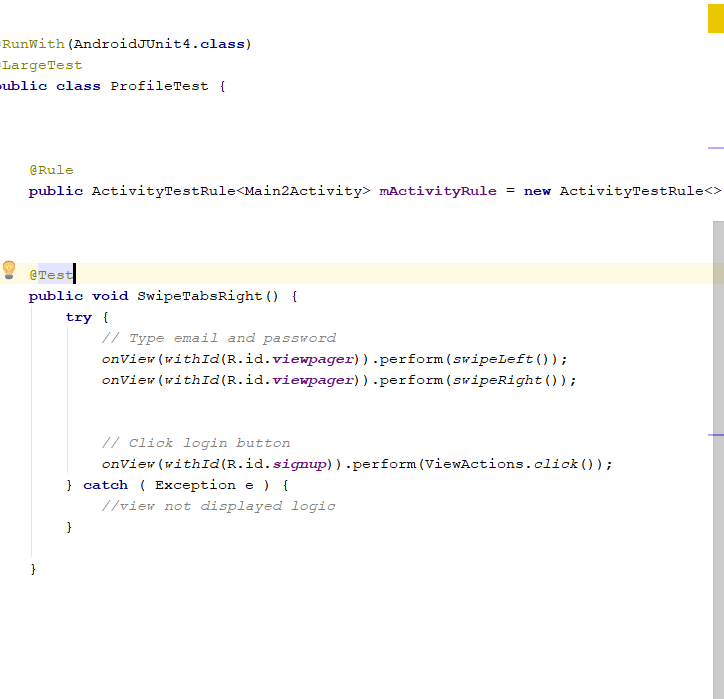 RunWith(AndroidJUnit4.class)
LargeTest
public class ProfileTest {
@Rule
public ActivityTestRule<Main2Activity> mActivityRule = new ActivityTestRule<>
@Test
public void SwipeTabsRight() {
try {
// Type email and password
onView(withId(R.id.viewpager)).perform(swipeLeft());
onView(withId(R.id.viewpager)).perform(swipeRight());
// Click login button
onView(withId(R.id.signup)).perform(ViewActions.click());
} catch ( Exception e ) {
//view not displayed logic
}
}